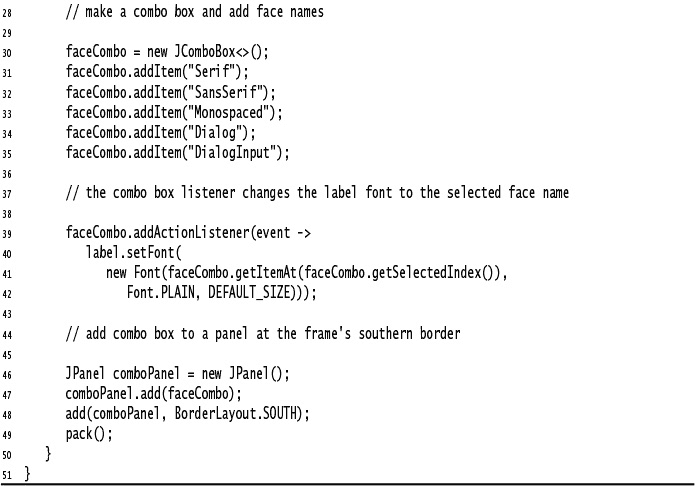 28 // make a combo box and add face names
29
30 faceCombo = new JComboBox<>();
31 faceCombo.addItem("Serif");
32 faceCombo.addItem("SansSerif");
33 faceCombo.addItem("Monospaced");
34 faceCombo.addItem("Dialog");
35 faceCombo.addItem("DialogInput");
36
37 // the combo box listener changes the label font to the selected face name
38
39 faceCombo.addActionListener(event ->
40 label.setFont(
41 new Font(faceCombo.getItemAt(faceCombo.getSelectedIndex()),
42 Font.PLAIN, DEFAULT_SIZE)));
43
44 // add combo box to a panel at the frame's southern border
45
46 JPanel comboPanel = new JPanel();
47 comboPanel.add(faceCombo);
48 add(comboPanel, BorderLayout.SOUTH);
49 pack();
50 }
51 }